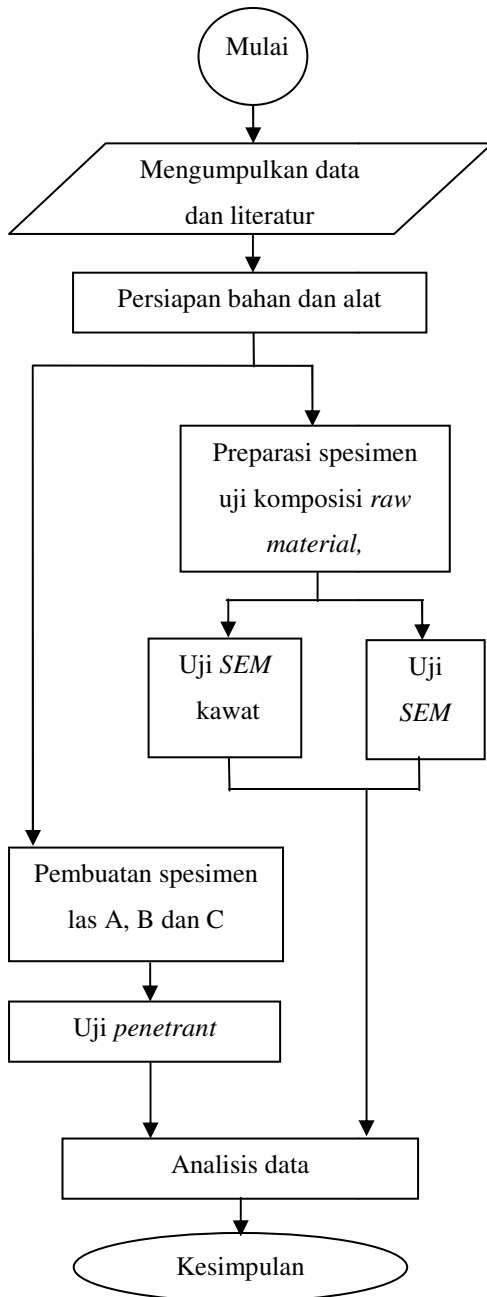 Mulai
Mengumpulkan data
dan literatur
Persiapan bahan dan alat
Preparasi spesimen
uji komposisi raw
material,
Uji SEM
kawat
Uji
SEM
Pembuatan spesimen
las A, B dan C
Uji penetrant
Analisis data
Kesimpulan